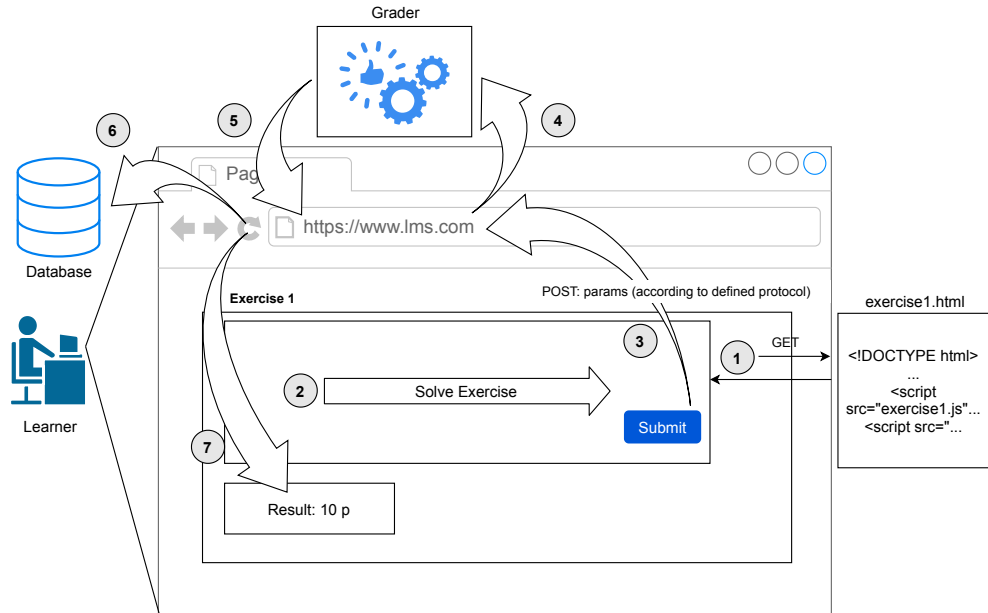 Grader
5
4
6
Pag
https://www.lms.com
Database
Exercise 1
POST: params (according to defined protocol)
exercise1.html
3
1
GET
<!DOCTYPE html>
...
<script
src="exercise1.js"...
<script src="...
2
Solve Exercise
Submit
Learner
7
Result: 10 p